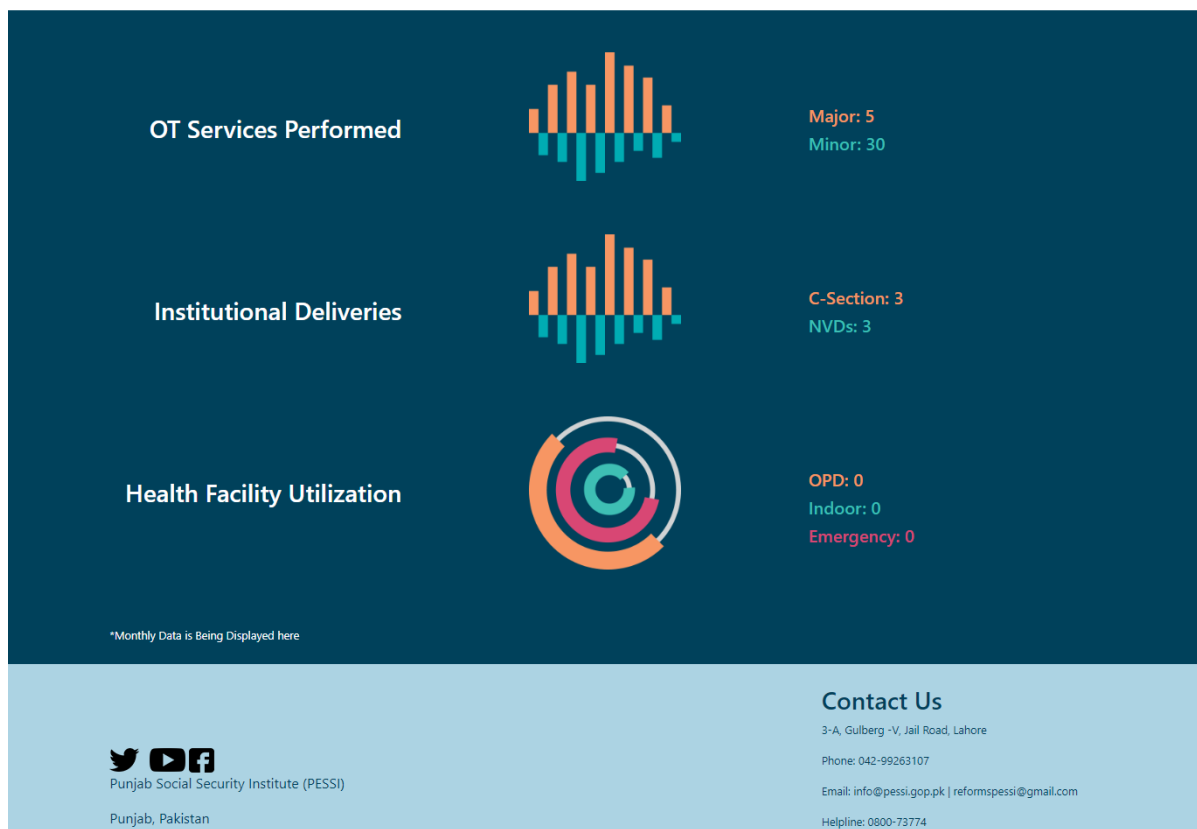 OT Services Performed
Major: 5
Minor: 30
Institutional Deliveries
C-Section: 3
NVDs: 3
Health Facility Utilization
OPD: 0
Indoor: 0
Emergency: 0
*Monthly Data is Being Displayed here
Punjab Social Security Institute (PESSI)
Punjab, Pakistan
Contact Us
3-A, Gulberg -V, Jail Road, Lahore
Phone: 042-99263107
Email: info@pessi.gop.pk | reformspessi@gmail.com
Helpline: 0800-73774